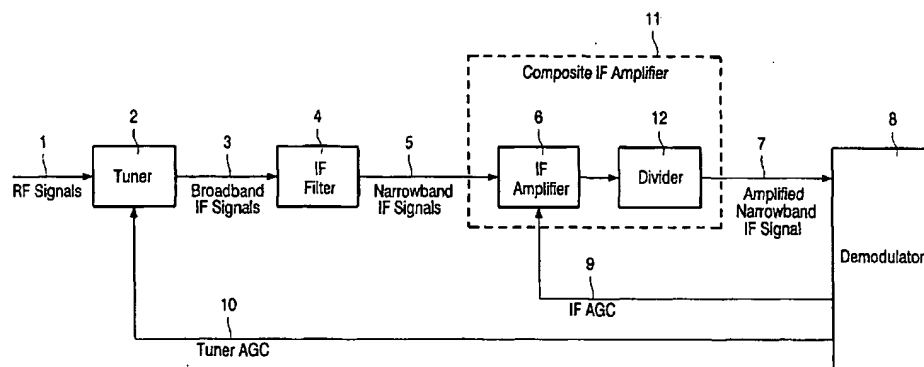 11
Composite IF Amplifier
1
RF Signals
2
Tuner
3
Broadband
IF Signals
4
IF
Filter
5
Narrowband
IF Signals
6
IF
Amplifier
12
Divider
7
Amplified
Narrowband
IF Signal
8
Demodulator
9
IF AGC
10
Tuner AGC